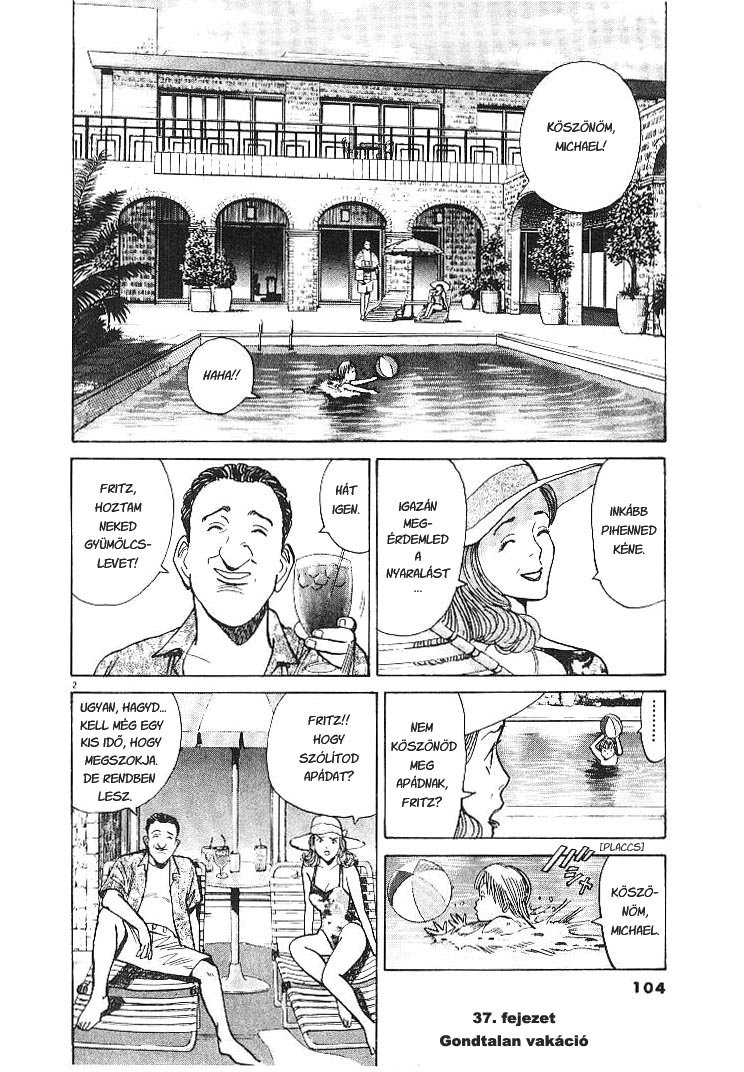 KÖSZÖNÖM,
MICHAEL!
HAHA!!
INKÁBB
PIHENNED
KÉNE.
IGAZÁN
MEG-
ÉRDEMLED
A
NYARALÁST
...
HÁT
IGEN.
FRITZ,
HOZTAM
NEKED
GYÜMÖLCS-
LEVET!
2
NEM
KÖSZÖNÖD
MEG
APÁDNAK,
FRITZ?
[PLACCS]
KÖSZÖ-
NÖM,
MICHAEL.
FRITZ!!
HOGY
SZÓLÍTOD
APÁDAT?
UGYAN, HAGYD...
KELL MÉG EGY
KIS IDŐ, HOGY
MEGSZOKJA.
DE RENDBEN
LESZ.
104
37. fejezet
Gondtalan vakáció